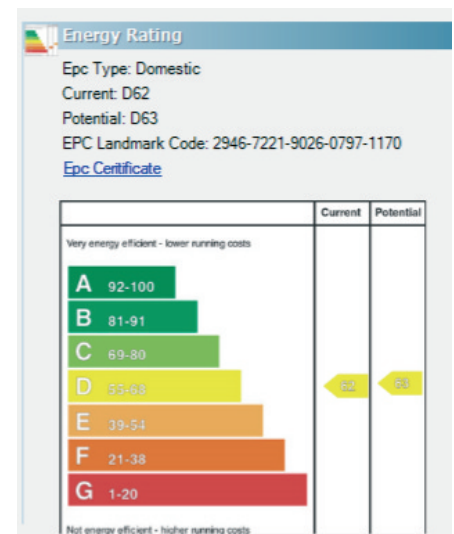 Energy Rating
Epc Type: Domestic
Current: D62
Potential: D63
EPC Landmark Code: 2946-7221-9026-0797-1170
Epc Ceritificate
Current Potential
Very energy efficient - lower running costs
A 92-100
B 81-91
C 69-80
D 55-68
62
63
E 39-54
F 21-38
G 1-20
Not energy efficient - higher running costs